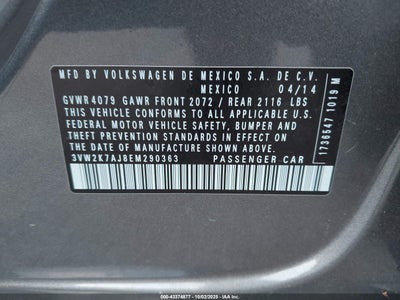 MFD BY VOLKSWAGEN DE MEXICO S.A. DE C.V.
MEXICO 04/14
GVWR 4079 GAWR FRONT 2072 / REAR 2116 LBS
THIS VEHICLE CONFORMS TO ALL APPLICABLE
FEDERAL MOTOR VEHICLE SAFETY, BUMPER AND
THEFT PREVENTION STANDARDS IN EFFECT ON
THE DATE OF MANUFACTURE SHOWN ABOVE.
3VW2K7AJ8EM290363 PASSENGER CAR
1736547 1019 M
000-43374877 - 10/02/2025 - IAA, Inc.